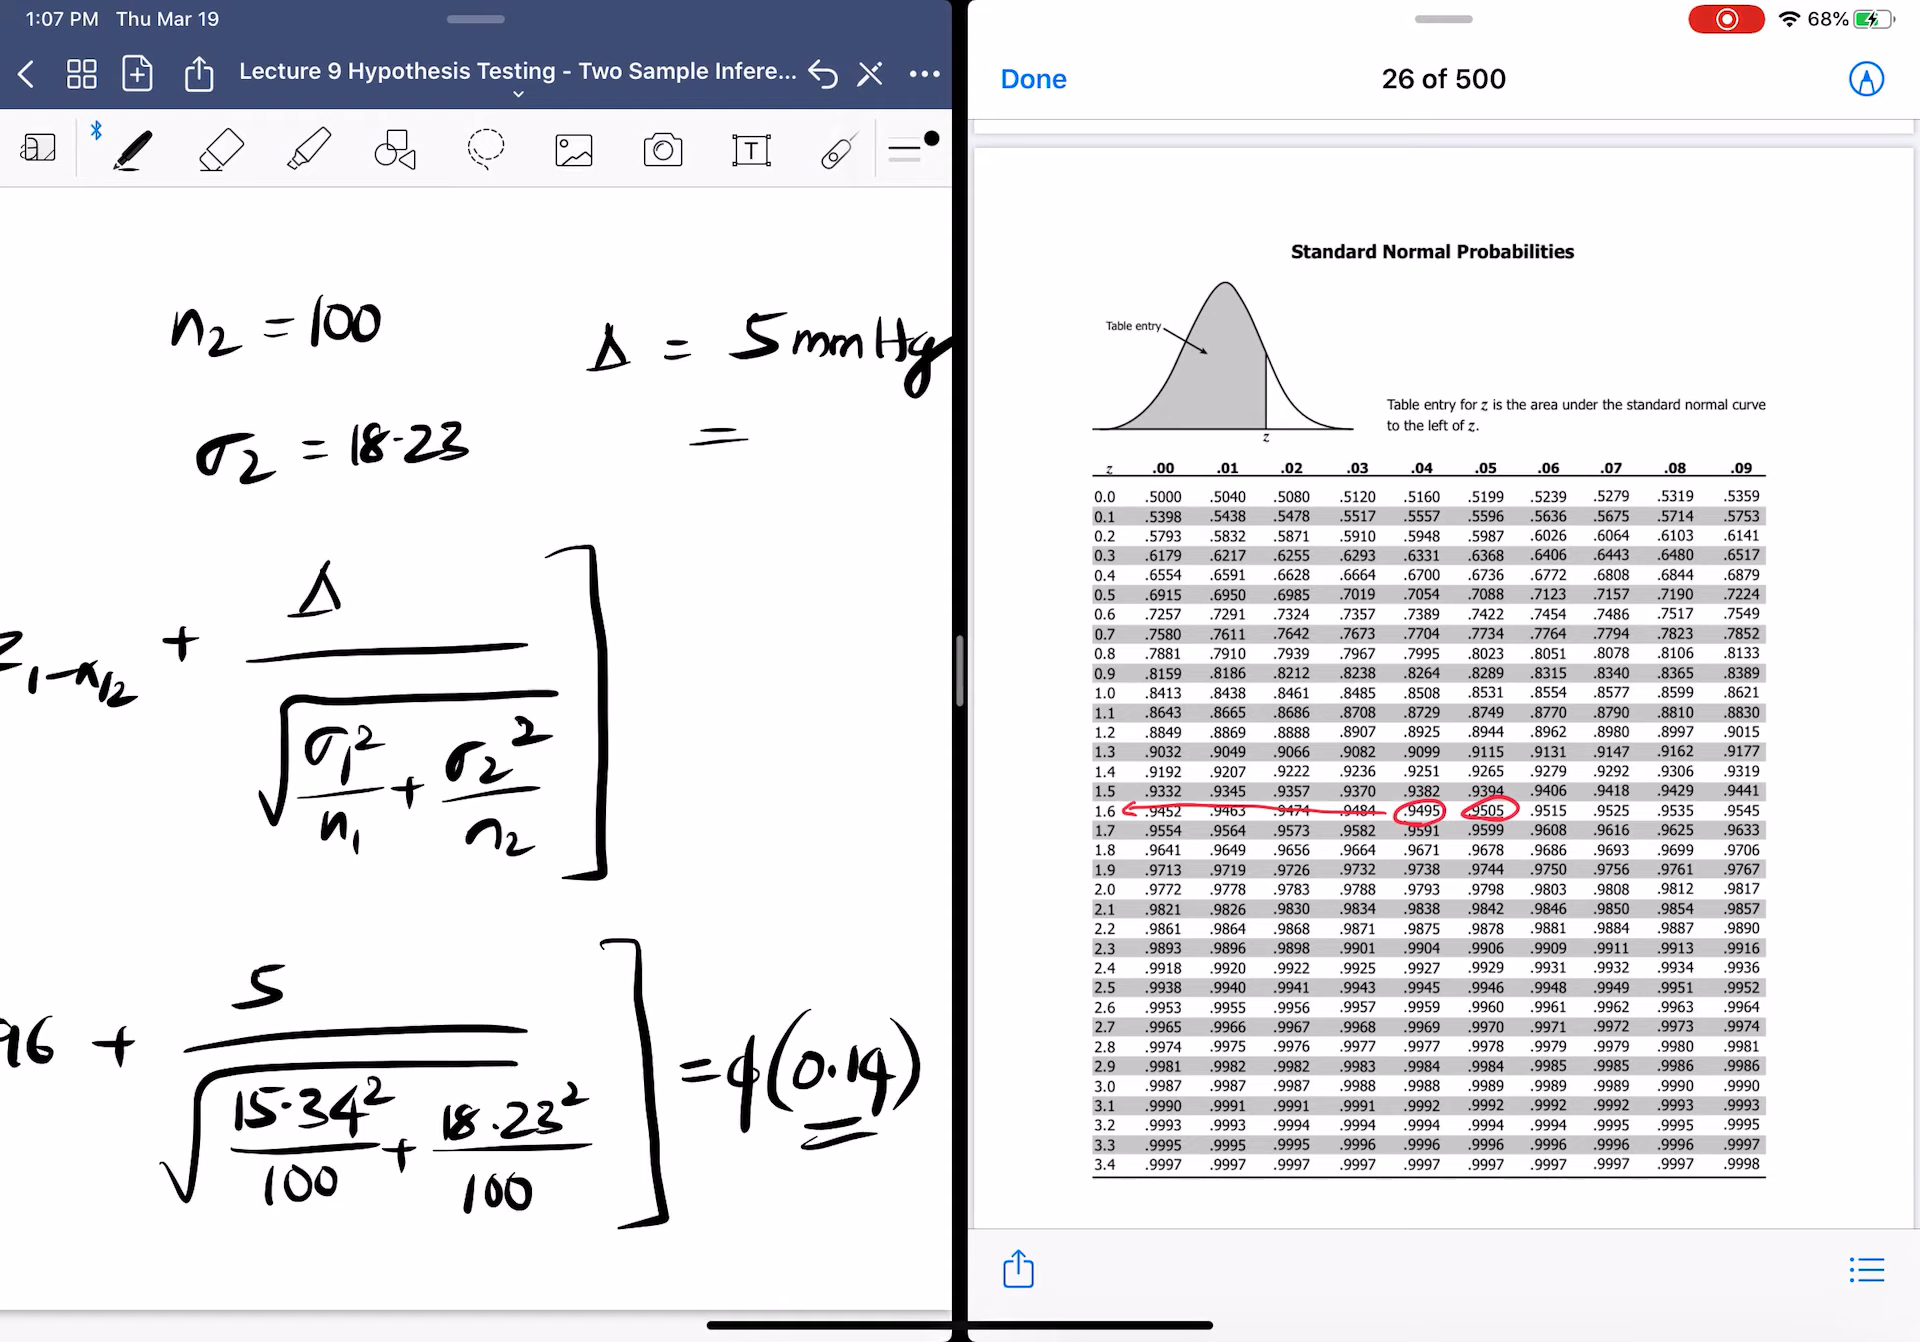 1:07 PM Thu Mar 19
Lecture 9 Hypothesis Testing - Two Sample Infere...
T
n2 = 100
Δ = 5 mmHg
σ2 = 18.23
=
Z1-α/2 + Δ
√ σ1² / n1 + σ2² / n2 ]
96 + 5
√ 15.34² / 100 + 18.23² / 100 ] = ϕ(0.14)
68%
Done 26 of 500
Standard Normal Probabilities
Table entry
z
Table entry for z is the area under the standard normal curve
to the left of z.
z .00 .01 .02 .03 .04 .05 .06 .07 .08 .09
0.0 .5000 .5040 .5080 .5120 .5160 .5199 .5239 .5279 .5319 .5359
0.1 .5398 .5438 .5478 .5517 .5557 .5596 .5636 .5675 .5714 .5753
0.2 .5793 .5832 .5871 .5910 .5948 .5987 .6026 .6064 .6103 .6141
0.3 .6179 .6217 .6255 .6293 .6331 .6368 .6406 .6443 .6480 .6517
0.4 .6554 .6591 .6628 .6664 .6700 .6736 .6772 .6808 .6844 .6879
0.5 .6915 .6950 .6985 .7019 .7054 .7088 .7123 .7157 .7190 .7224
0.6 .7257 .7291 .7324 .7357 .7389 .7422 .7454 .7486 .7517 .7549
0.7 .7580 .7611 .7642 .7673 .7704 .7734 .7764 .7794 .7823 .7852
0.8 .7881 .7910 .7939 .7967 .7995 .8023 .8051 .8078 .8106 .8133
0.9 .8159 .8186 .8212 .8238 .8264 .8289 .8315 .8340 .8365 .8389
1.0 .8413 .8438 .8461 .8485 .8508 .8531 .8554 .8577 .8599 .8621
1.1 .8643 .8665 .8686 .8708 .8729 .8749 .8770 .8790 .8810 .8830
1.2 .8849 .8869 .8888 .8907 .8925 .8944 .8962 .8980 .8997 .9015
1.3 .9032 .9049 .9066 .9082 .9099 .9115 .9131 .9147 .9162 .9177
1.4 .9192 .9207 .9222 .9236 .9251 .9265 .9279 .9292 .9306 .9319
1.5 .9332 .9345 .9357 .9370 .9382 .9394 .9406 .9418 .9429 .9441
1.6 .9452 .9463 .9474 .9484 .9495 .9505 .9515 .9525 .9535 .9545
1.7 .9554 .9564 .9573 .9582 .9591 .9599 .9608 .9616 .9625 .9633
1.8 .9641 .9649 .9656 .9664 .9671 .9678 .9686 .9693 .9699 .9706
1.9 .9713 .9719 .9726 .9732 .9738 .9744 .9750 .9756 .9761 .9767
2.0 .9772 .9778 .9783 .9788 .9793 .9798 .9803 .9808 .9812 .9817
2.1 .9821 .9826 .9830 .9834 .9838 .9842 .9846 .9850 .9854 .9857
2.2 .9861 .9864 .9868 .9871 .9875 .9878 .9881 .9884 .9887 .9890
2.3 .9893 .9896 .9898 .9901 .9904 .9906 .9909 .9911 .9913 .9916
2.4 .9918 .9920 .9922 .9925 .9927 .9929 .9931 .9932 .9934 .9936
2.5 .9938 .9940 .9941 .9943 .9945 .9946 .9948 .9949 .9951 .9952
2.6 .9953 .9955 .9956 .9957 .9959 .9960 .9961 .9962 .9963 .9964
2.7 .9965 .9966 .9967 .9968 .9969 .9970 .9971 .9972 .9973 .9974
2.8 .9974 .9975 .9976 .9977 .9977 .9978 .9979 .9979 .9980 .9981
2.9 .9981 .9982 .9982 .9983 .9984 .9984 .9985 .9985 .9986 .9986
3.0 .9987 .9987 .9987 .9988 .9988 .9989 .9989 .9989 .9990 .9990
3.1 .9990 .9991 .9991 .9991 .9992 .9992 .9992 .9992 .9993 .9993
3.2 .9993 .9993 .9994 .9994 .9994 .9994 .9994 .9995 .9995 .9995
3.3 .9995 .9995 .9995 .9996 .9996 .9996 .9996 .9996 .9996 .9997
3.4 .9997 .9997 .9997 .9997 .9997 .9997 .9997 .9997 .9997 .9998